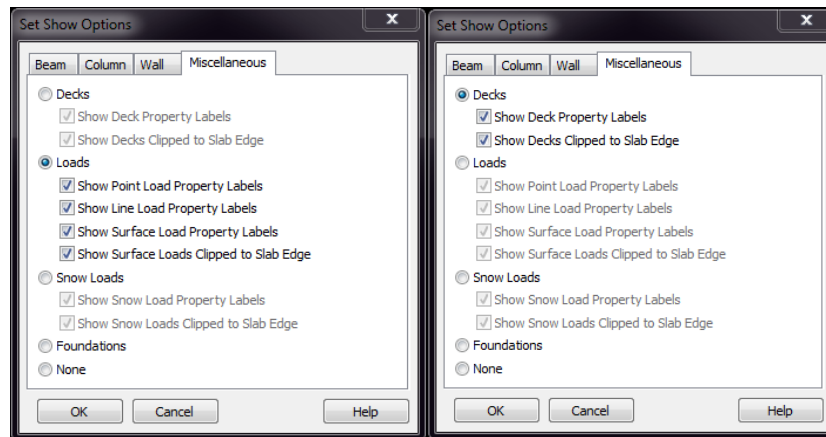 Set Show Options
x
Beam Column Wall Miscellaneous
Decks
Show Deck Property Labels
Show Decks Clipped to Slab Edge
Loads
Show Point Load Property Labels
Show Line Load Property Labels
Show Surface Load Property Labels
Show Surface Loads Clipped to Slab Edge
Snow Loads
Show Snow Load Property Labels
Show Snow Loads Clipped to Slab Edge
Foundations
None
OK Cancel Help
Set Show Options
x
Beam Column Wall Miscellaneous
Decks
Show Deck Property Labels
Show Decks Clipped to Slab Edge
Loads
Show Point Load Property Labels
Show Line Load Property Labels
Show Surface Load Property Labels
Show Surface Loads Clipped to Slab Edge
Snow Loads
Show Snow Load Property Labels
Show Snow Loads Clipped to Slab Edge
Foundations
None
OK Cancel Help